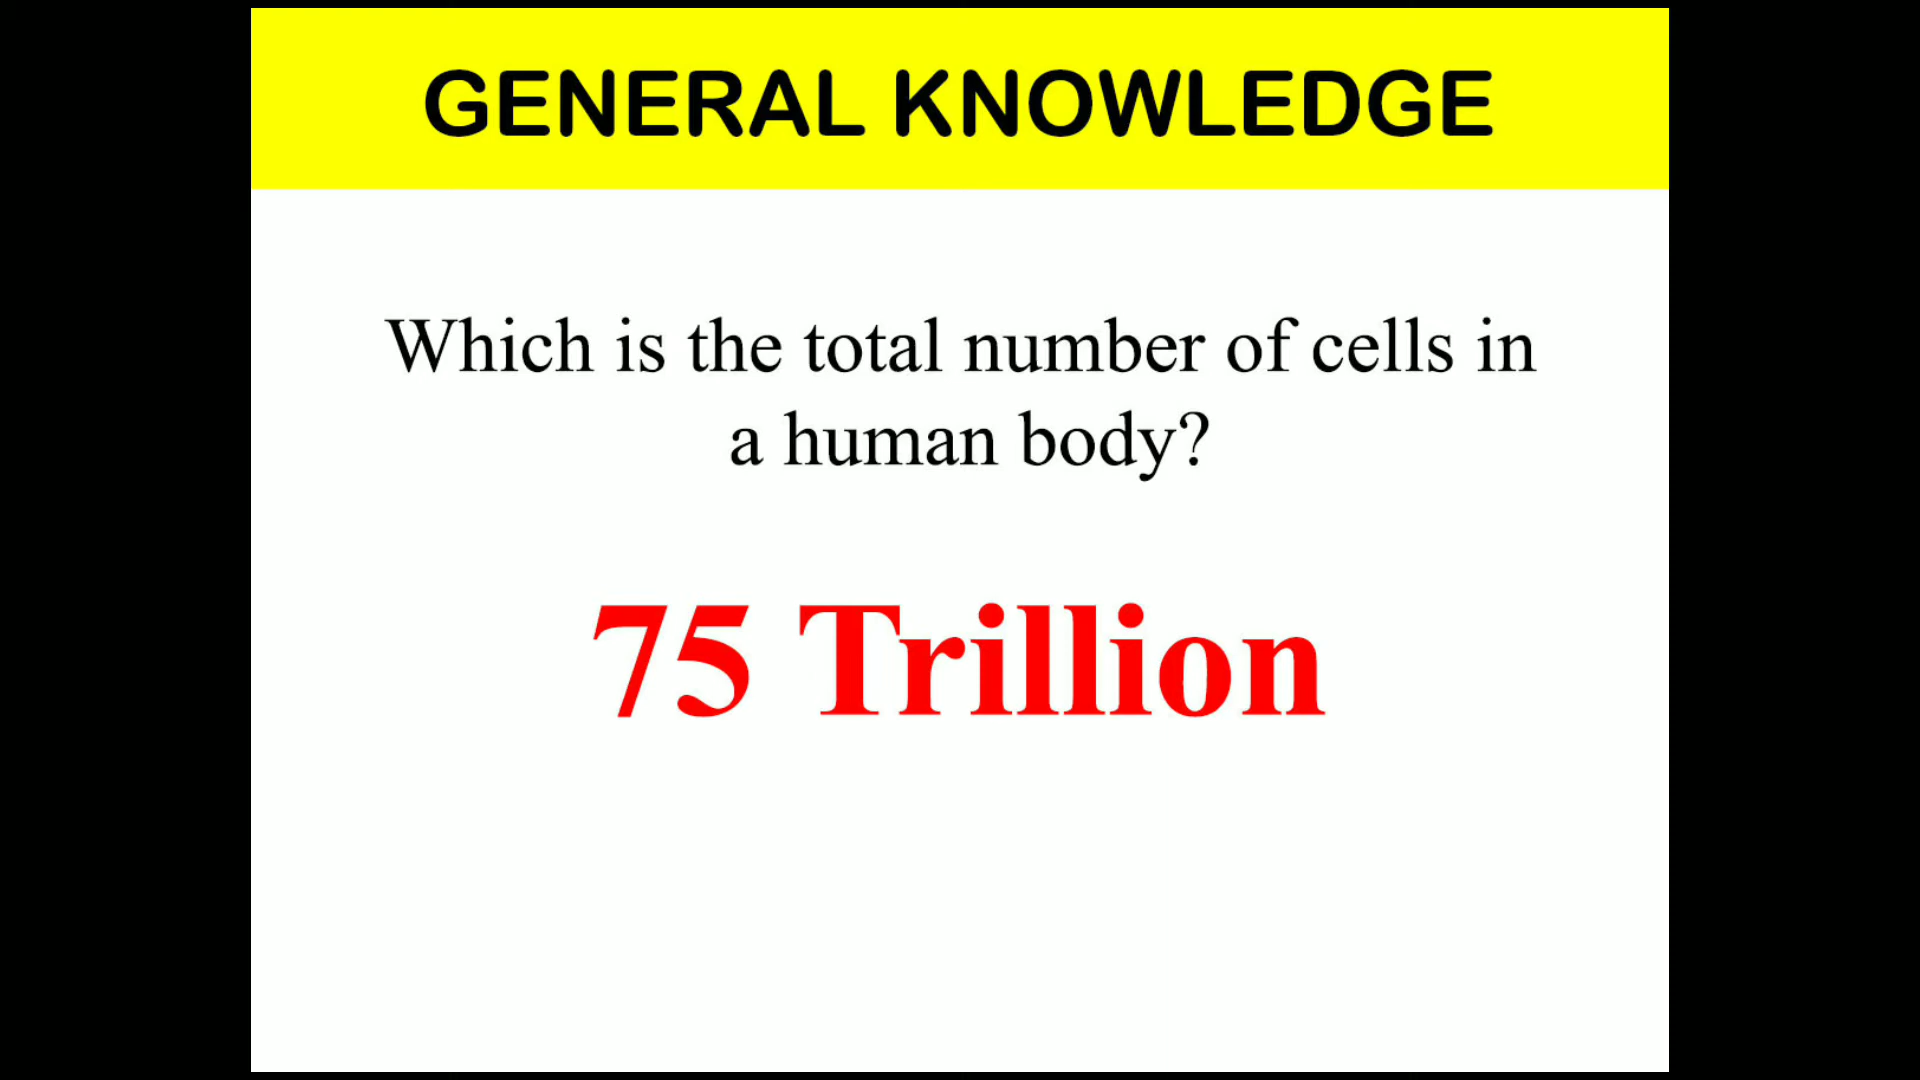 GENERAL KNOWLEDGE
Which is the total number of cells in
a human body?
75 Trillion